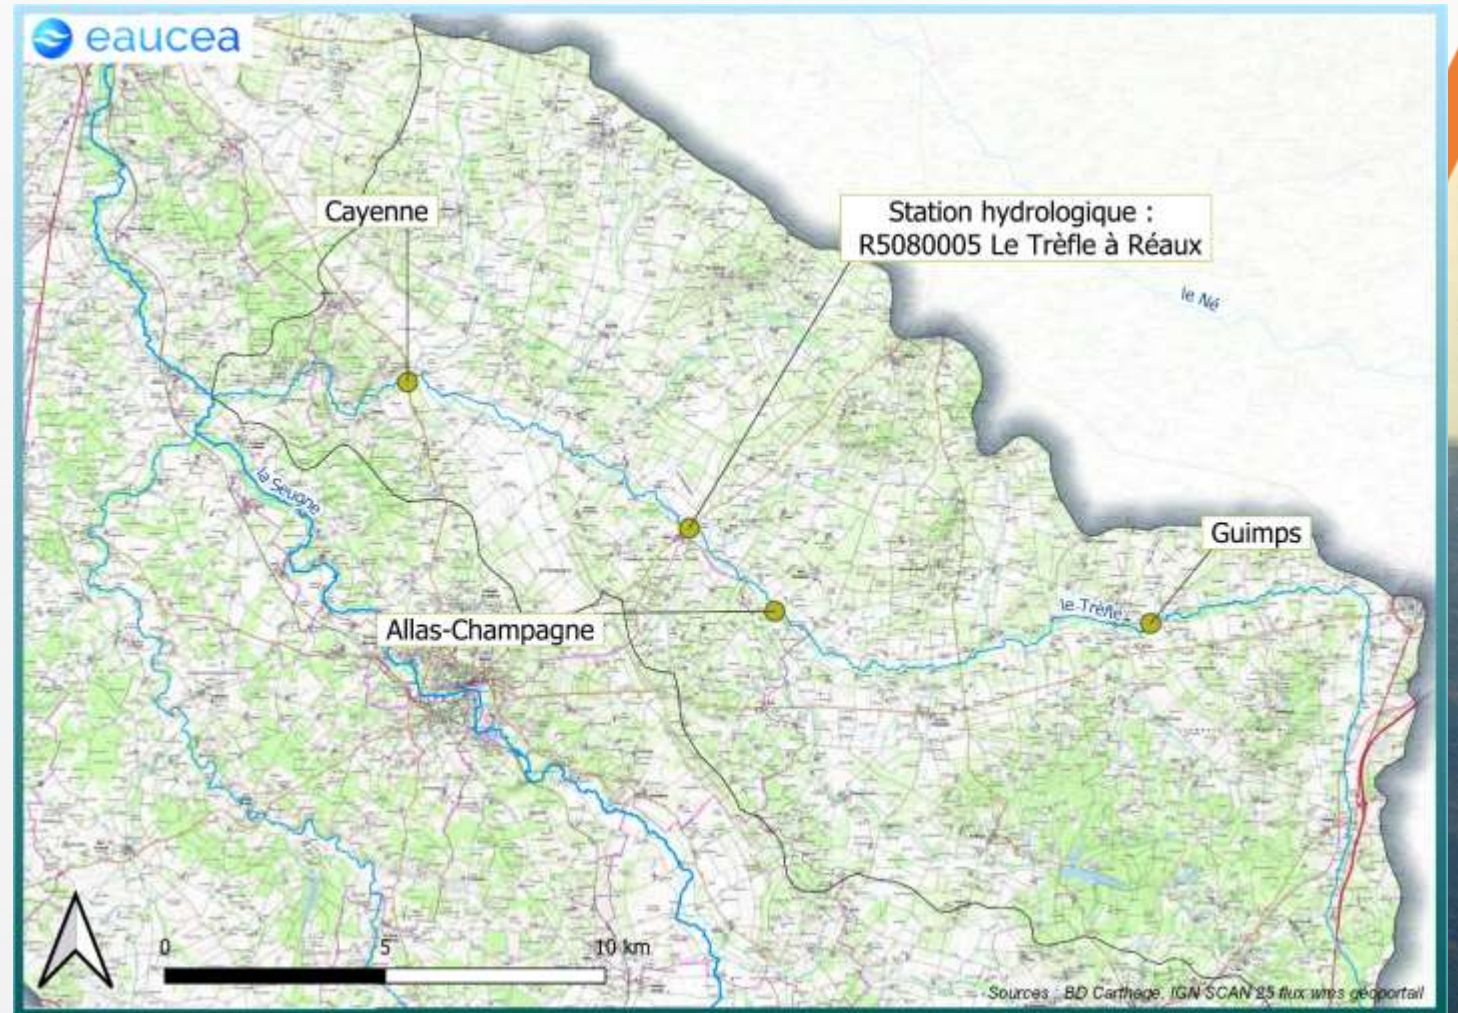 eaucea
Cayenne
Station hydrologique :
R5080005 Le Trèfle à Réaux
le Né
Guimps
la Seugne
le Trèfle
Allas-Champagne
0 5 10 km
Sources : BD Carthage, IGN SCAN 25 flux wms géoportail